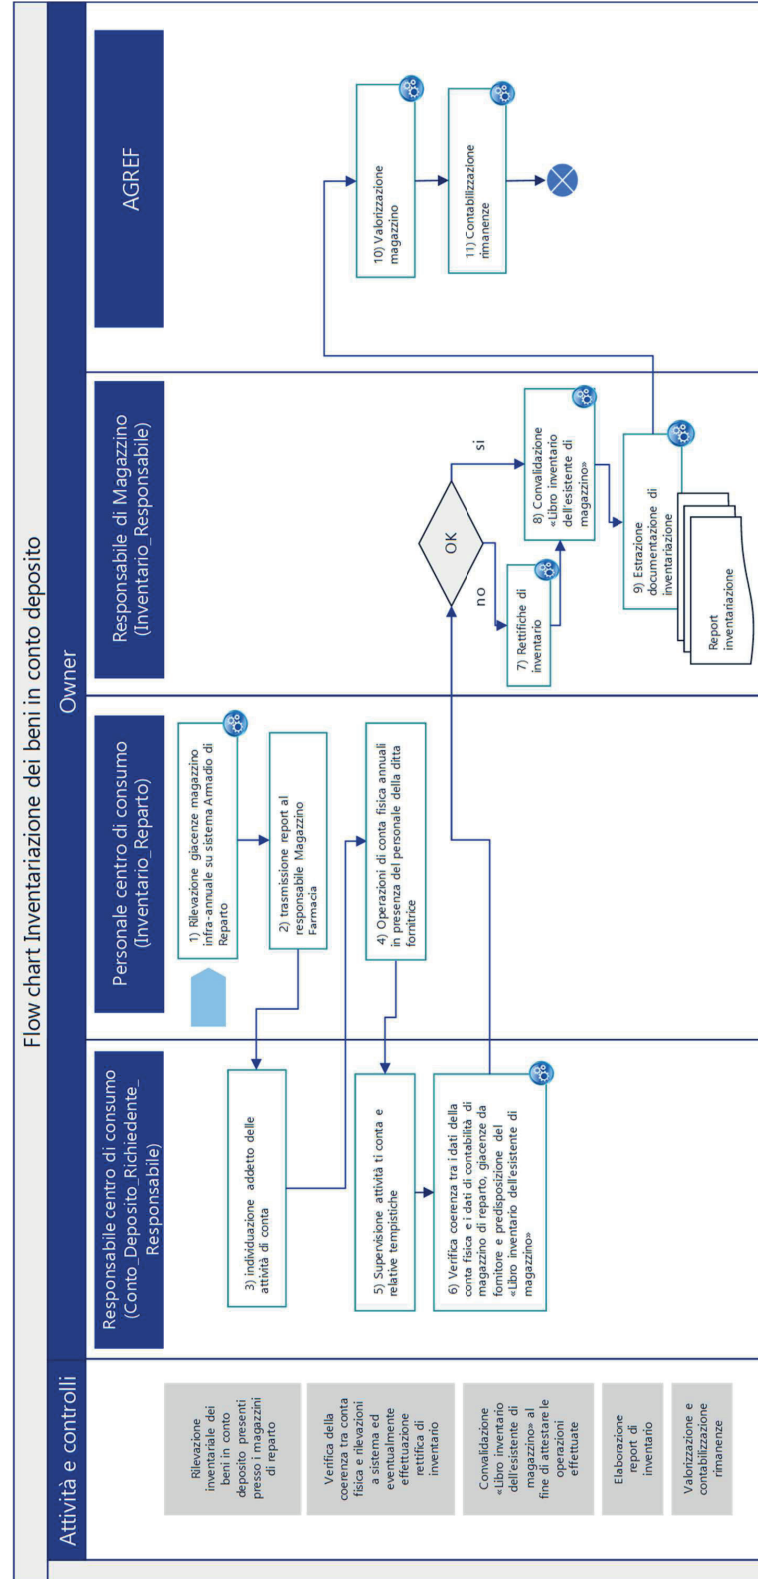 Flow chart Inventariazione dei beni in conto deposito
Attività e controlli
Owner
Responsabile centro di consumo
(Conto_Deposito_Richiedente_
Responsabile)
Personale centro di consumo
(Inventario_Reparto)
Responsabile di Magazzino
(Inventario_Responsabile)
AGREF
Rilevazione
inventariale dei
beni in conto
deposito presenti
presso i magazzini
di reparto
Verifica della
coerenza tra conta
fisica e rilevazioni
a sistema ed
eventualmente
effettuazione
rettifica di
inventario
Convalidazione
«Libro inventario
dell'esistente di
magazzino» al
fine di attestare le
operazioni
effettuate
Elaborazione
report di
inventario
Valorizzazione e
contabilizzazione
rimanenze
1) Rilevazione giacenze magazzino
infra-annuale su sistema Armadio di
Reparto
2) trasmissione report al
responsabile Magazzino
Farmacia
3) individuazione addetto delle
attività di conta
4) Operazioni di conta fisica annuali
in presenza del personale della ditta
fornitrice
5) Supervisione attività ti conta e
relative tempistiche
6) Verifica coerenza tra i dati della
conta fisica e i dati di contabilità di
magazzino di reparto, giacenze da
fornitore e predisposizione del
«Libro inventario dell'esistente di
magazzino»
OK
no
si
7) Rettifiche di
inventario
8) Convalidazione
«Libro inventario
dell'esistente di
magazzino»
9) Estrazione
documentazione di
inventariazione
Report
inventariazione
10) Valorizzazione
magazzino
11) Contabilizzazione
rimanenze